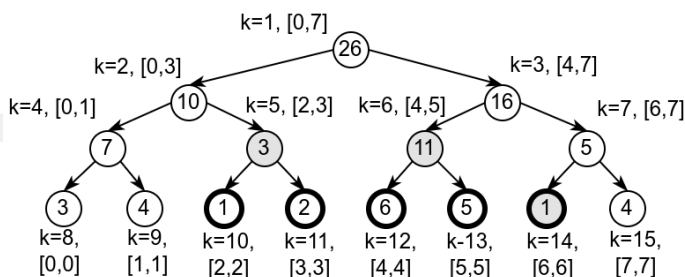 k=1, [0,7]
26
k=2, [0,3]
k=3, [4,7]
10
16
k=4, [0,1]
k=5, [2,3]
k=6, [4,5]
k=7, [6,7]
7
3
11
5
3
4
1
2
6
5
1
4
k=8,
[0,0]
k=9,
[1,1]
k=10,
[2,2]
k=11,
[3,3]
k=12,
[4,4]
k-13,
[5,5]
k=14,
[6,6]
k=15,
[7,7]